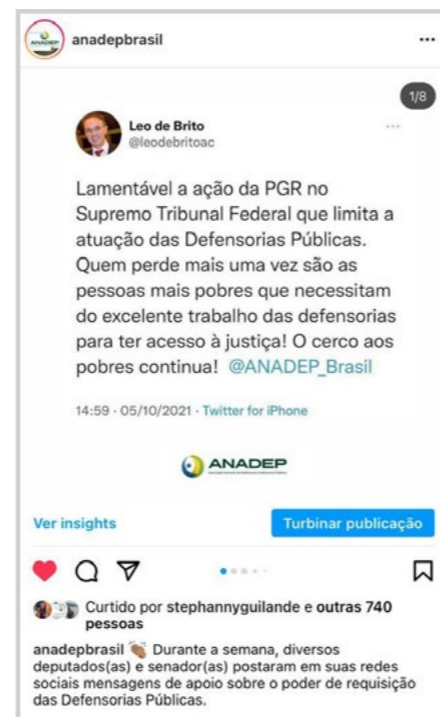 anadepbrasil
1/8
Leo de Brito
@leodebritoac
Lamentável a ação da PGR no
Supremo Tribunal Federal que limita a
atuação das Defensorias Públicas.
Quem perde mais uma vez são as
pessoas mais pobres que necessitam
do excelente trabalho das defensorias
para ter acesso à justiça! O cerco aos
pobres continua! @ANADEP_Brasil
14:59 · 05/10/2021 · Twitter for iPhone
ANADEP
Ver insights
Turbinar publicação
Curtido por stephannyguilande e outras 740
pessoas
anadepbrasil 👏🏽 Durante a semana, diversos
deputados(as) e senador(as) postaram em suas redes
sociais mensagens de apoio sobre o poder de requisição
das Defensorias Públicas.